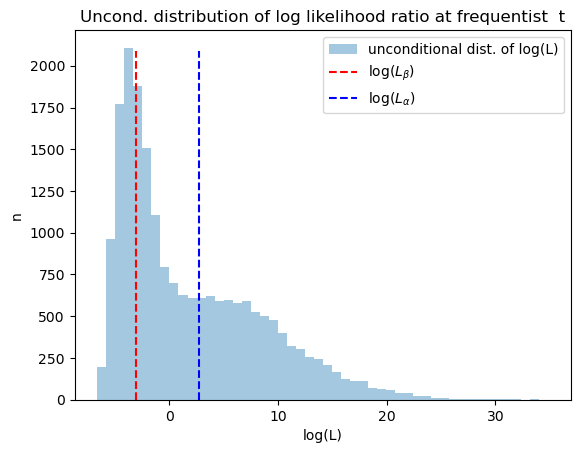 Uncond. distribution of log likelihood ratio at frequentist  t
unconditional dist. of log(L)
log(L_β)
log(L_α)
2000
1750
1500
1250
1000
750
500
250
0
n
0 10 20 30
log(L)